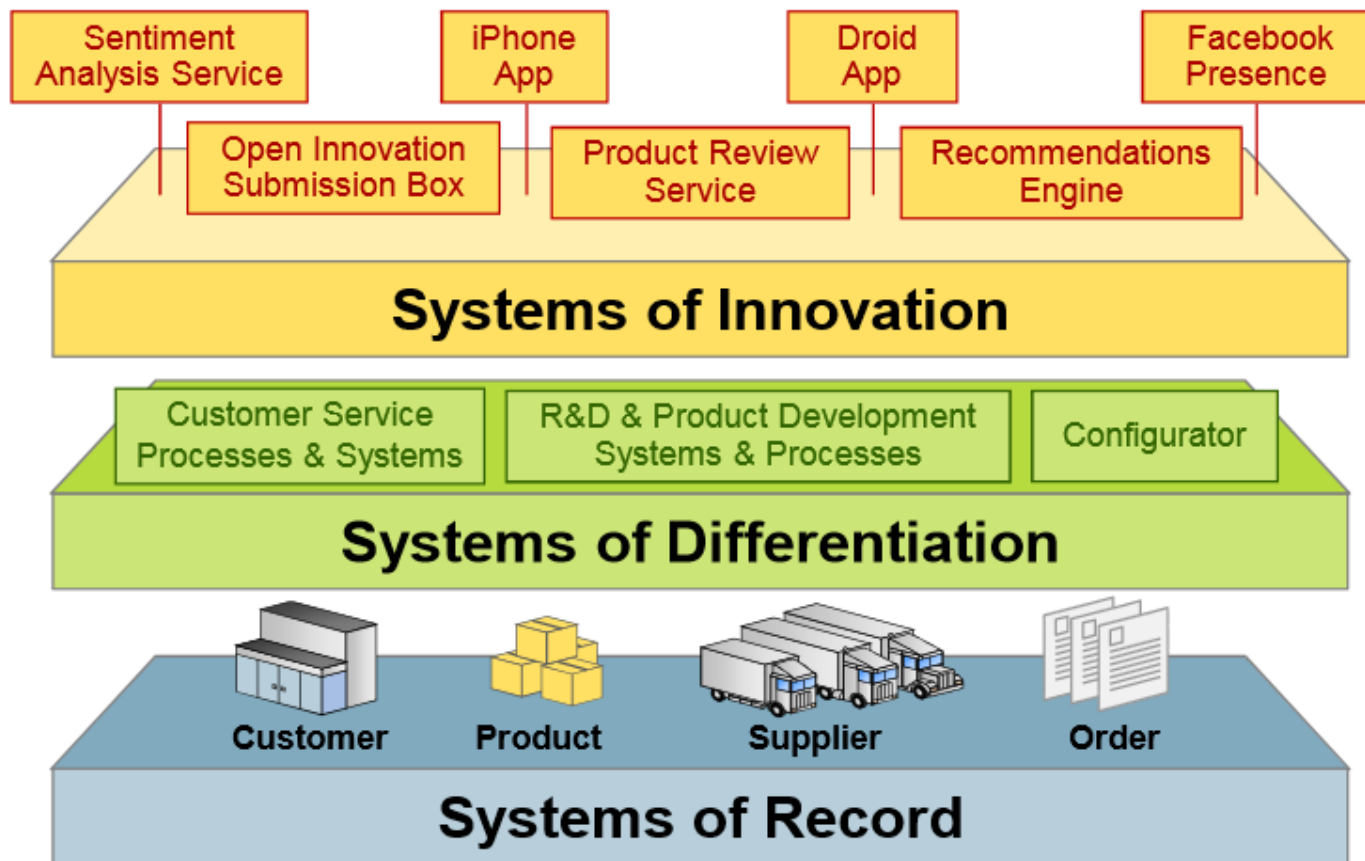 Sentiment
Analysis Service
iPhone
App
Droid
App
Facebook
Presence
Open Innovation
Submission Box
Product Review
Service
Recommendations
Engine
Systems of Innovation
Customer Service
Processes & Systems
R&D & Product Development
Systems & Processes
Configurator
Systems of Differentiation
Customer
Product
Supplier
Order
Systems of Record